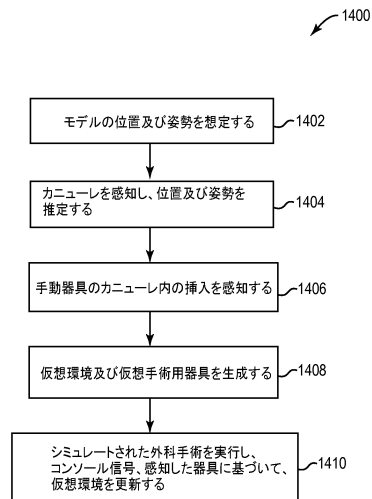 1400
モデルの位置及び姿勢を想定する
1402
カニューレを感知し、位置及び姿勢を
推定する
1404
手動器具のカニューレ内の挿入を感知する
1406
仮想環境及び仮想手術用器具を生成する
1408
シミュレートされた外科手術を実行し、
コンソール信号、感知した器具に基づいて、
仮想環境を更新する
1410